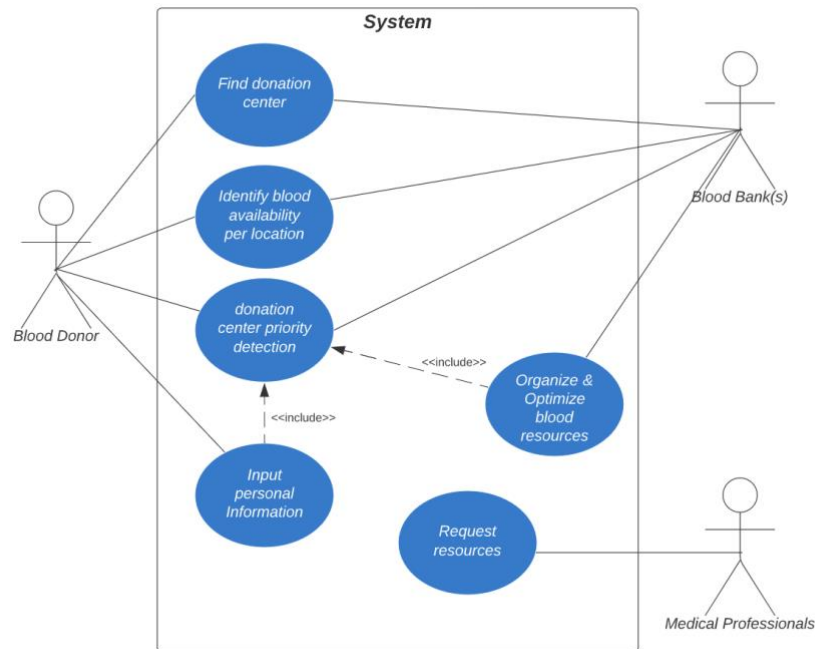 System
Find donation
center
Identify blood
availability
per location
Blood Bank(s)
donation
center priority
detection
Blood Donor
<<include>>
Organize &
Optimize
blood
resources
<<include>>
Input
personal
Information
Request
resources
Medical Professionals